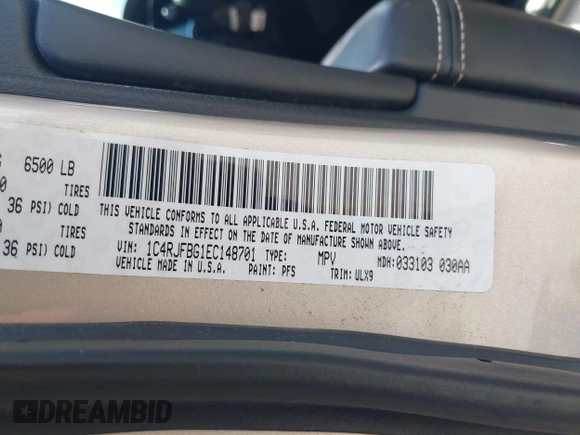 6500 LB
TIRES
36 PSI) COLD
TIRES
36 PSI) COLD
THIS VEHICLE CONFORMS TO ALL APPLICABLE U.S.A. FEDERAL MOTOR VEHICLE SAFETY
STANDARDS IN EFFECT ON THE DATE OF MANUFACTURE SHOWN ABOVE.
VIN: 1C4RJFBG1EC148701 TYPE: MPV MDH: 033103 030AA
VEHICLE MADE IN U.S.A. PAINT: PFS TRIM: ULX9
DREAMBID